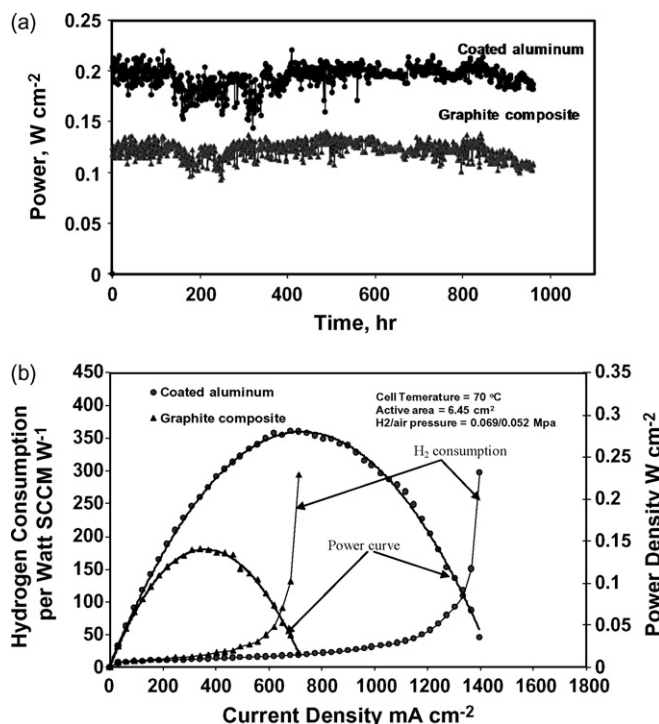 (a)
0.25
0.2
0.15
0.1
0.05
0
Power, W cm-2
Coated aluminum
Graphite composite
0 200 400 600 800 1000
Time, hr
(b)
450
400
350
300
250
200
150
100
50
0
Hydrogen Consumption
per Watt SCCM W-1
Coated aluminum
Graphite composite
Cell Temerature = 70 °C
Active area = 6.45 cm2
H2/air pressure = 0.069/0.052 Mpa
H2 consumption
Power curve
0.35
0.3
0.25
0.2
0.15
0.1
0.05
0
Power Density W cm-2
0 200 400 600 800 1000 1200 1400 1600 1800
Current Density mA cm-2